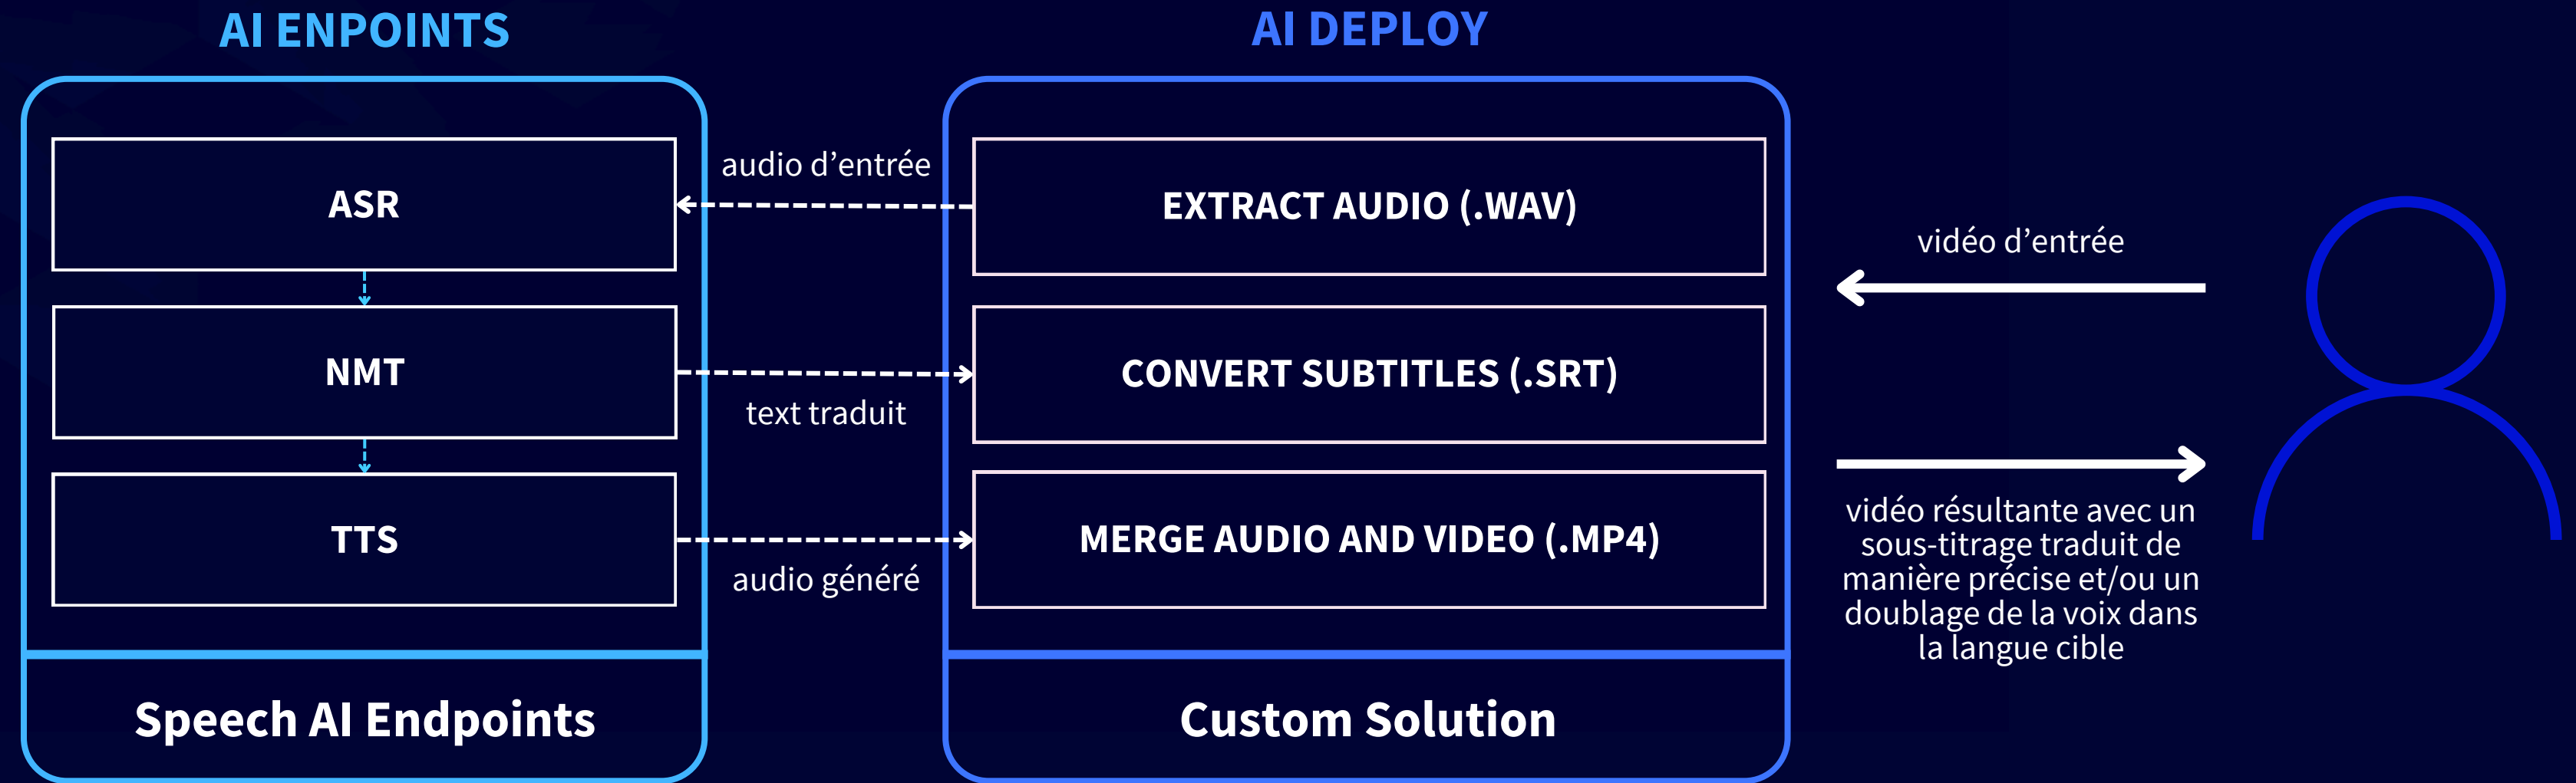 AI ENPOINTS
AI DEPLOY
ASR
audio d’entrée
EXTRACT AUDIO (.WAV)
vidéo d’entrée
NMT
text traduit
CONVERT SUBTITLES (.SRT)
TTS
audio généré
MERGE AUDIO AND VIDEO (.MP4)
vidéo résultante avec un
sous-titrage traduit de
manière précise et/ou un
doublage de la voix dans
la langue cible
Speech AI Endpoints
Custom Solution